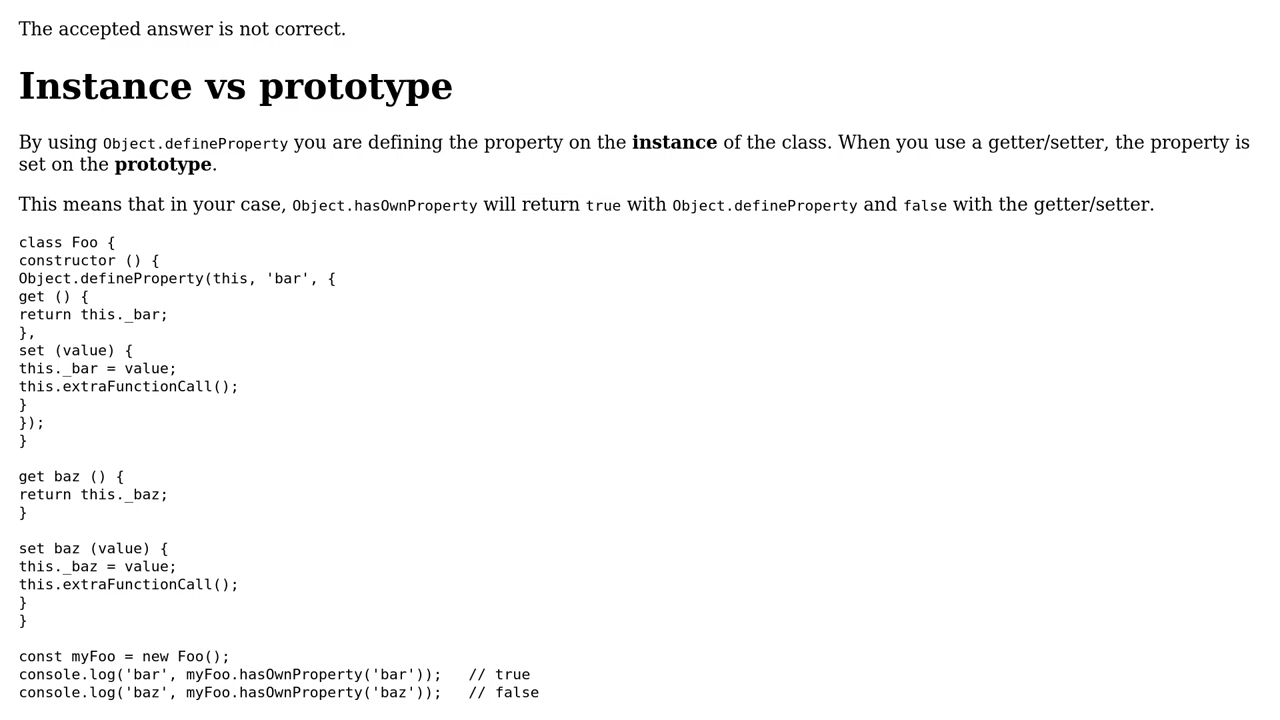 The accepted answer is not correct.
Instance vs prototype
By using Object.defineProperty you are defining the property on the instance of the class. When you use a getter/setter, the property is
set on the prototype.
This means that in your case, Object.hasOwnProperty will return true with Object.defineProperty and false with the getter/setter.
class Foo {
constructor () {
Object.defineProperty(this, 'bar', {
get () {
return this._bar;
},
set (value) {
this._bar = value;
this.extraFunctionCall();
}
});
}

get baz () {
return this._baz;
}

set baz (value) {
this._baz = value;
this.extraFunctionCall();
}
}

const myFoo = new Foo();
console.log('bar', myFoo.hasOwnProperty('bar'));   // true
console.log('baz', myFoo.hasOwnProperty('baz'));   // false